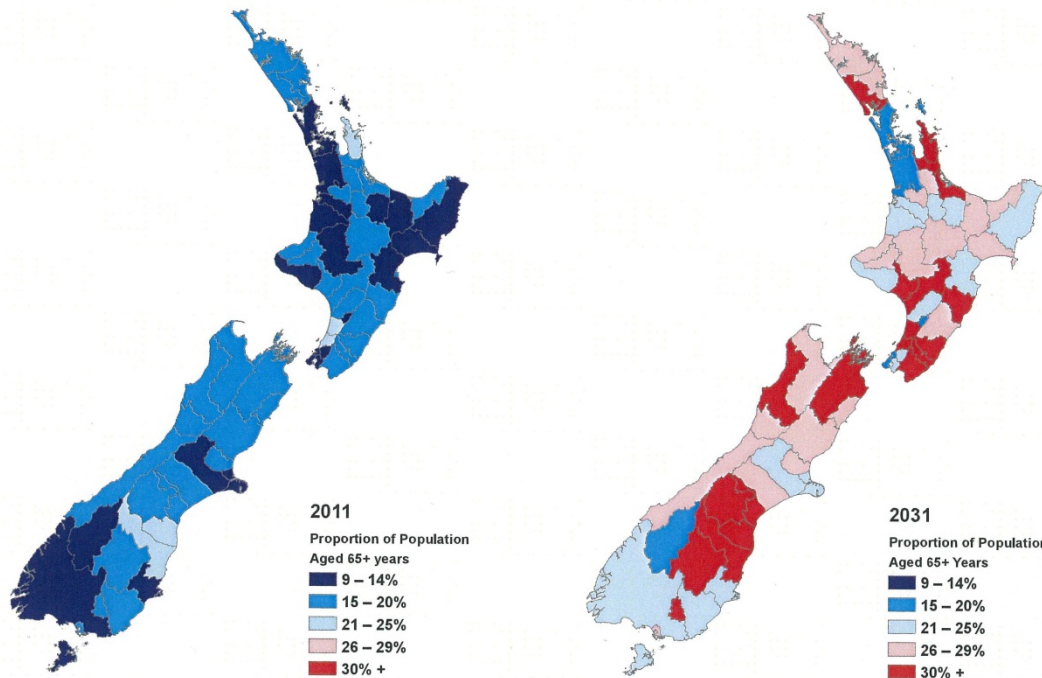 2011
Proportion of Population
Aged 65+ years
9 – 14%
15 – 20%
21 – 25%
26 – 29%
30% +
2031
Proportion of Population
Aged 65+ Years
9 – 14%
15 – 20%
21 – 25%
26 – 29%
30% +